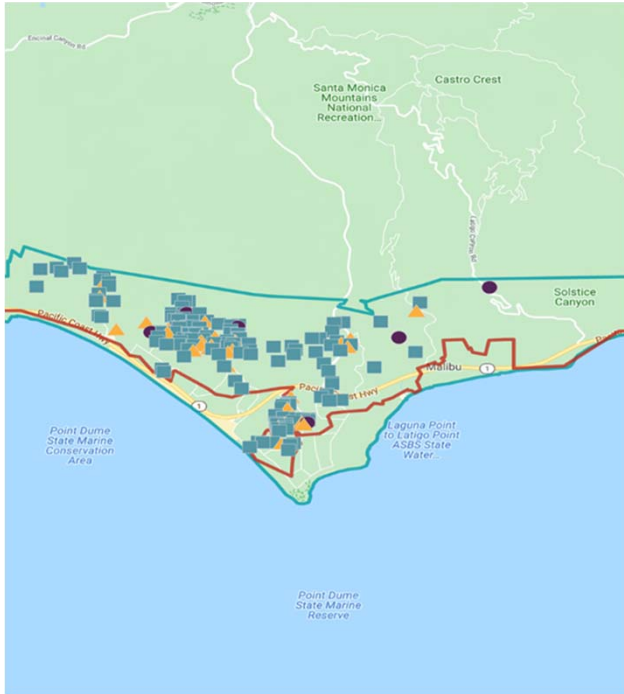 Encinal Canyon Rd
Castro Crest
Santa Monica
Mountains
National
Recreation...
Latigo Canyon Rd
Solstice
Canyon
Pacific Coast Hwy
Malibu
1
Pacific Coast Hwy
1
Point Dume
State Marine
Conservation
Area
Laguna Point
to Latigo Point
ASBS State
Water...
Point Dume
State Marine
Reserve